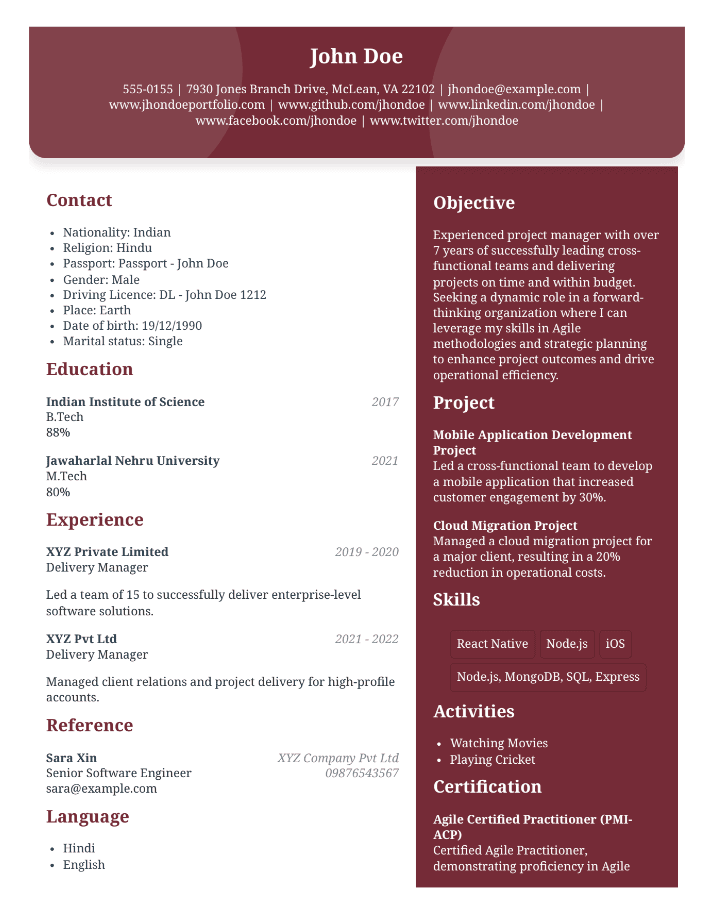 John Doe
555-0155 | 7930 Jones Branch Drive, McLean, VA 22102 | jhondoe@example.com |
www.jhondoeportfolio.com | www.github.com/jhondoe | www.linkedin.com/jhondoe |
www.facebook.com/jhondoe | www.twitter.com/jhondoe
Contact
• Nationality: Indian
• Religion: Hindu
• Passport: Passport - John Doe
• Gender: Male
• Driving Licence: DL - John Doe 1212
• Place: Earth
• Date of birth: 19/12/1990
• Marital status: Single
Education
Indian Institute of Science 2017
B.Tech
88%
Jawaharlal Nehru University 2021
M.Tech
80%
Experience
XYZ Private Limited 2019 - 2020
Delivery Manager
Led a team of 15 to successfully deliver enterprise-level
software solutions.
XYZ Pvt Ltd 2021 - 2022
Delivery Manager
Managed client relations and project delivery for high-profile
accounts.
Reference
Sara Xin XYZ Company Pvt Ltd
Senior Software Engineer 09876543567
sara@example.com
Language
• Hindi
• English
Objective
Experienced project manager with over
7 years of successfully leading cross-
functional teams and delivering
projects on time and within budget.
Seeking a dynamic role in a forward-
thinking organization where I can
leverage my skills in Agile
methodologies and strategic planning
to enhance project outcomes and drive
operational efficiency.
Project
Mobile Application Development
Project
Led a cross-functional team to develop
a mobile application that increased
customer engagement by 30%.
Cloud Migration Project
Managed a cloud migration project for
a major client, resulting in a 20%
reduction in operational costs.
Skills
React Native Node.js iOS
Node.js, MongoDB, SQL, Express
Activities
• Watching Movies
• Playing Cricket
Certification
Agile Certified Practitioner (PMI-
ACP)
Certified Agile Practitioner,
demonstrating proficiency in Agile